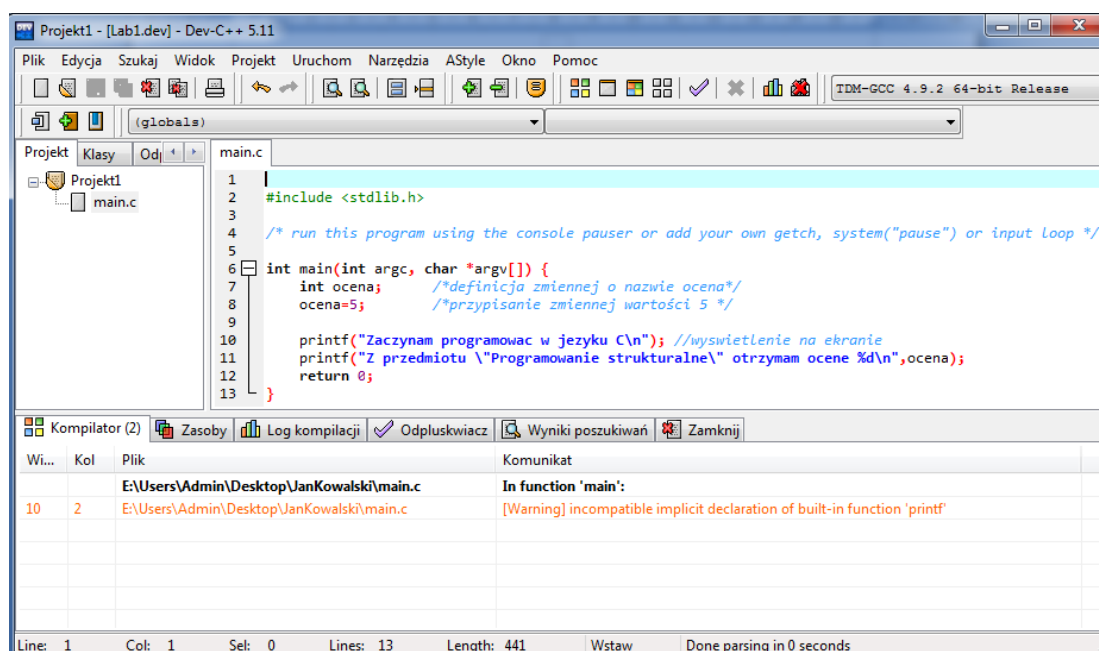 Projekt1 - [Lab1.dev] - Dev-C++ 5.11
Plik Edycja Szukaj Widok Projekt Uruchom Narzędzia AStyle Okno Pomoc
TDM-GCC 4.9.2 64-bit Release
(globals)
Projekt Klasy Od
main.c
Projekt1
main.c
1
2 #include <stdlib.h>
3
4 /* run this program using the console pauser or add your own getch, system("pause") or input loop */
5
6 int main(int argc, char *argv[]) {
7 int ocena; /*definicja zmiennej o nazwie ocena*/
8 ocena=5; /*przypisanie zmiennej wartości 5 */
9
10 printf("Zaczynam programowac w jezyku C\n"); //wyswietlenie na ekranie
11 printf("Z przedmiotu \"Programowanie strukturalne\" otrzymam ocene %d\n",ocena);
12 return 0;
13 }
Kompilator (2) Zasoby Log kompilacji Odpluskwiacz Wyniki poszukiwań Zamknij
Wi... Kol Plik Komunikat
E:\Users\Admin\Desktop\JanKowalski\main.c In function 'main':
10 2 E:\Users\Admin\Desktop\JanKowalski\main.c [Warning] incompatible implicit declaration of built-in function 'printf'
Line: 1 Col: 1 Sel: 0 Lines: 13 Length: 441 Wstaw Done parsing in 0 seconds